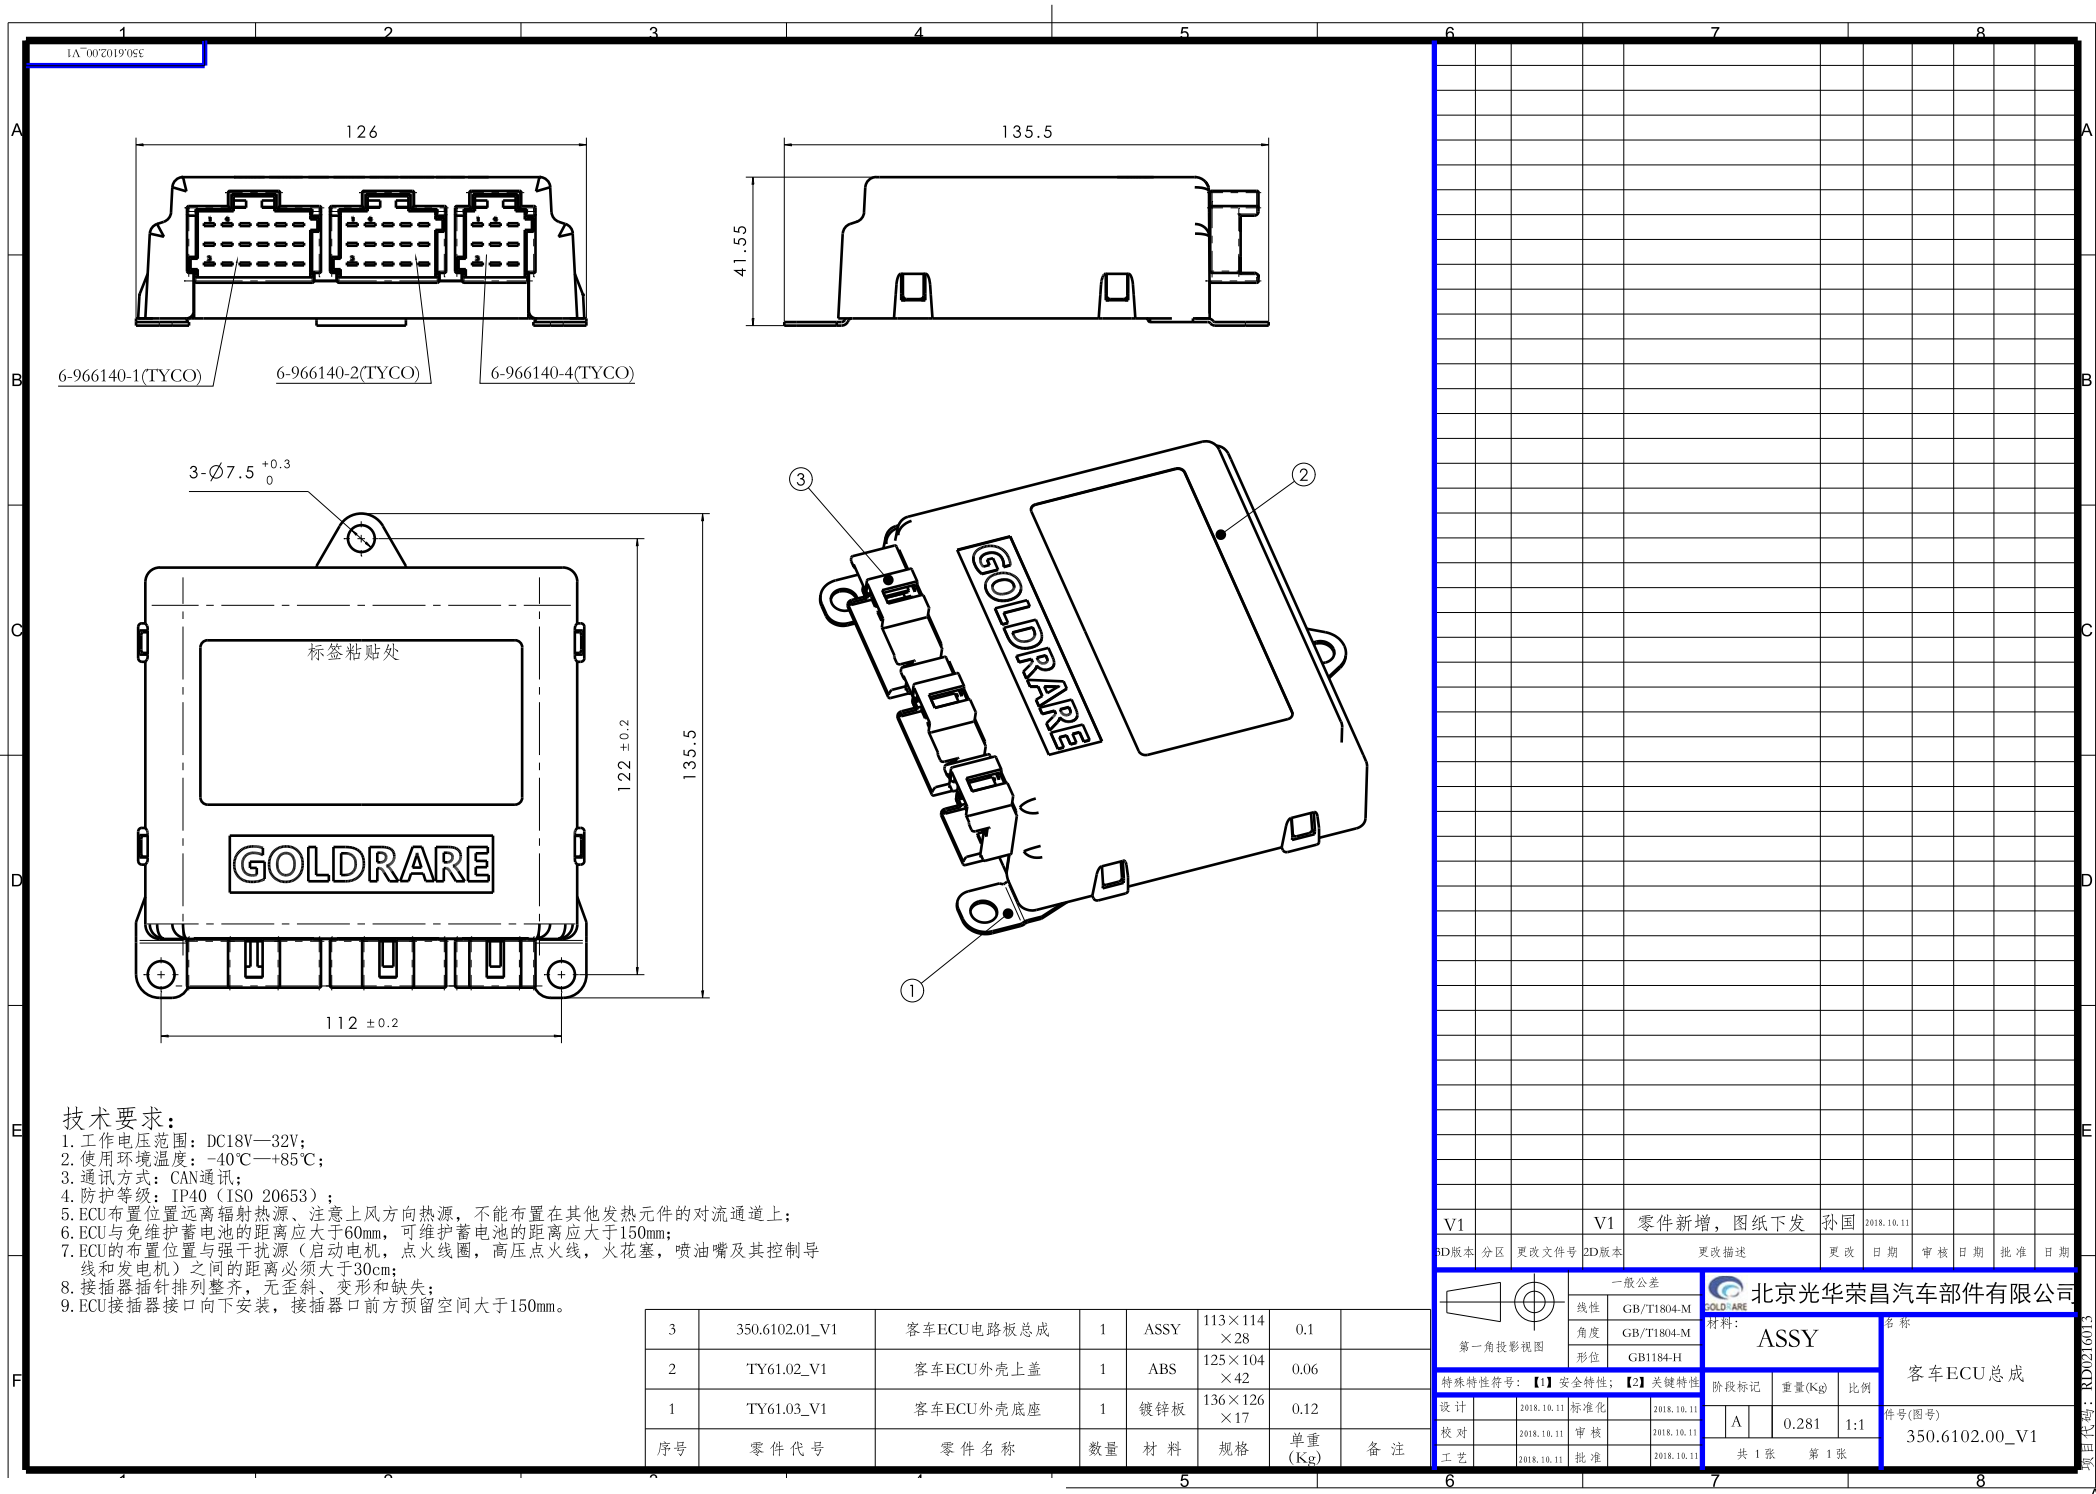 1 2 3 4 5 6 7 8
350.6102.00_V1
A
A
126
135.5
41.55
B
B
6-966140-1(TYCO)
6-966140-2(TYCO)
6-966140-4(TYCO)
3-Ø7.5 +0.3 0
3
2
C
C
标签粘贴处
GOLDRARE
GOLDRARE
122 ±0.2
135.5
D
D
1
112 ±0.2
技术要求：
1.工作电压范围：DC18V—32V；
2.使用环境温度：-40℃—+85℃；
3.通讯方式：CAN通讯；
4.防护等级：IP40（ISO 20653）；
5.ECU布置位置远离辐射热源、注意上风方向热源，不能布置在其他发热元件的对流通道上；
6.ECU与免维护蓄电池的距离应大于60mm，可维护蓄电池的距离应大于150mm；
7.ECU的布置位置与强干扰源（启动电机，点火线圈，高压点火线，火花塞，喷油嘴及其控制导
线和发电机）之间的距离必须大于30cm；
8.接插器插针排列整齐，无歪斜、变形和缺失；
9.ECU接插器接口向下安装，接插器口前方预留空间大于150mm。
E
E
F
F
3 350.6102.01_V1 客车ECU电路板总成 1 ASSY 113×114×28 0.1
2 TY61.02_V1 客车ECU外壳上盖 1 ABS 125×104×42 0.06
1 TY61.03_V1 客车ECU外壳底座 1 镀锌板 136×126×17 0.12
序号 零件代号 零件名称 数量 材料 规格 单重(Kg) 备注
V1 V1 零件新增，图纸下发 孙国 2018.10.11
3D版本 分区 更改文件号 2D版本 更改描述 更改 日期 审核 日期 批准 日期
第一角投影视图
一般公差
线性 GB/T1804-M
角度 GB/T1804-M
形位 GB1184-H
GOLDRARE 北京光华荣昌汽车部件有限公司
材料：
ASSY
名称
客车ECU总成
特殊特性符号：【1】安全特性；【2】关键特性
设计 2018.10.11 标准化 2018.10.11
校对 2018.10.11 审核 2018.10.11
工艺 2018.10.11 批准 2018.10.11
阶段标记 重量(Kg) 比例
A 0.281 1:1
共 1 张 第 1 张
件号(图号)
350.6102.00_V1
项目代码：RD0216013
5 6 7 8